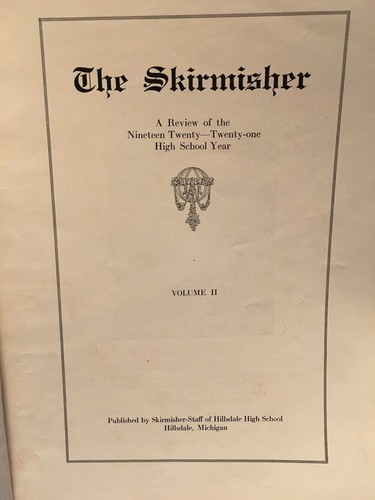 The Skirmisher
A Review of the
Nineteen Twenty—Twenty-one
High School Year
VOLUME II
Published by Skirmisher-Staff of Hillsdale High School
Hillsdale, Michigan